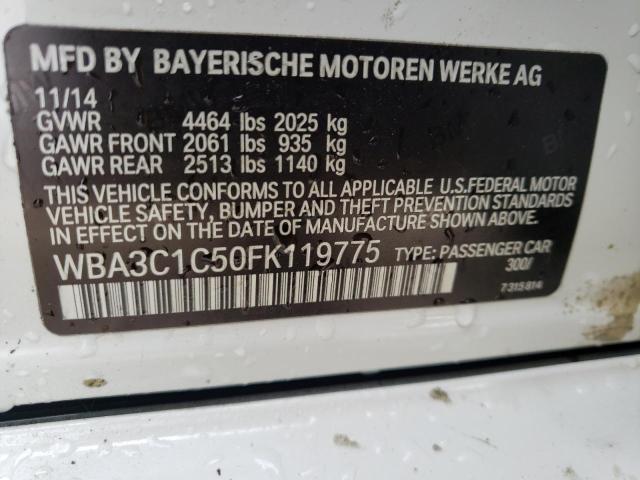 MFD BY BAYERISCHE MOTOREN WERKE AG
11/14
GVWR 4464 lbs 2025 kg
GAWR FRONT 2061 lbs 935 kg
GAWR REAR 2513 lbs 1140 kg
THIS VEHICLE CONFORMS TO ALL APPLICABLE U.S.FEDERAL MOTOR
VEHICLE SAFETY, BUMPER AND THEFT PREVENTION STANDARDS
IN EFFECT ON THE DATE OF MANUFACTURE SHOWN ABOVE.
WBA3C1C50FK119775 TYPE: PASSENGER CAR
300/
7315814